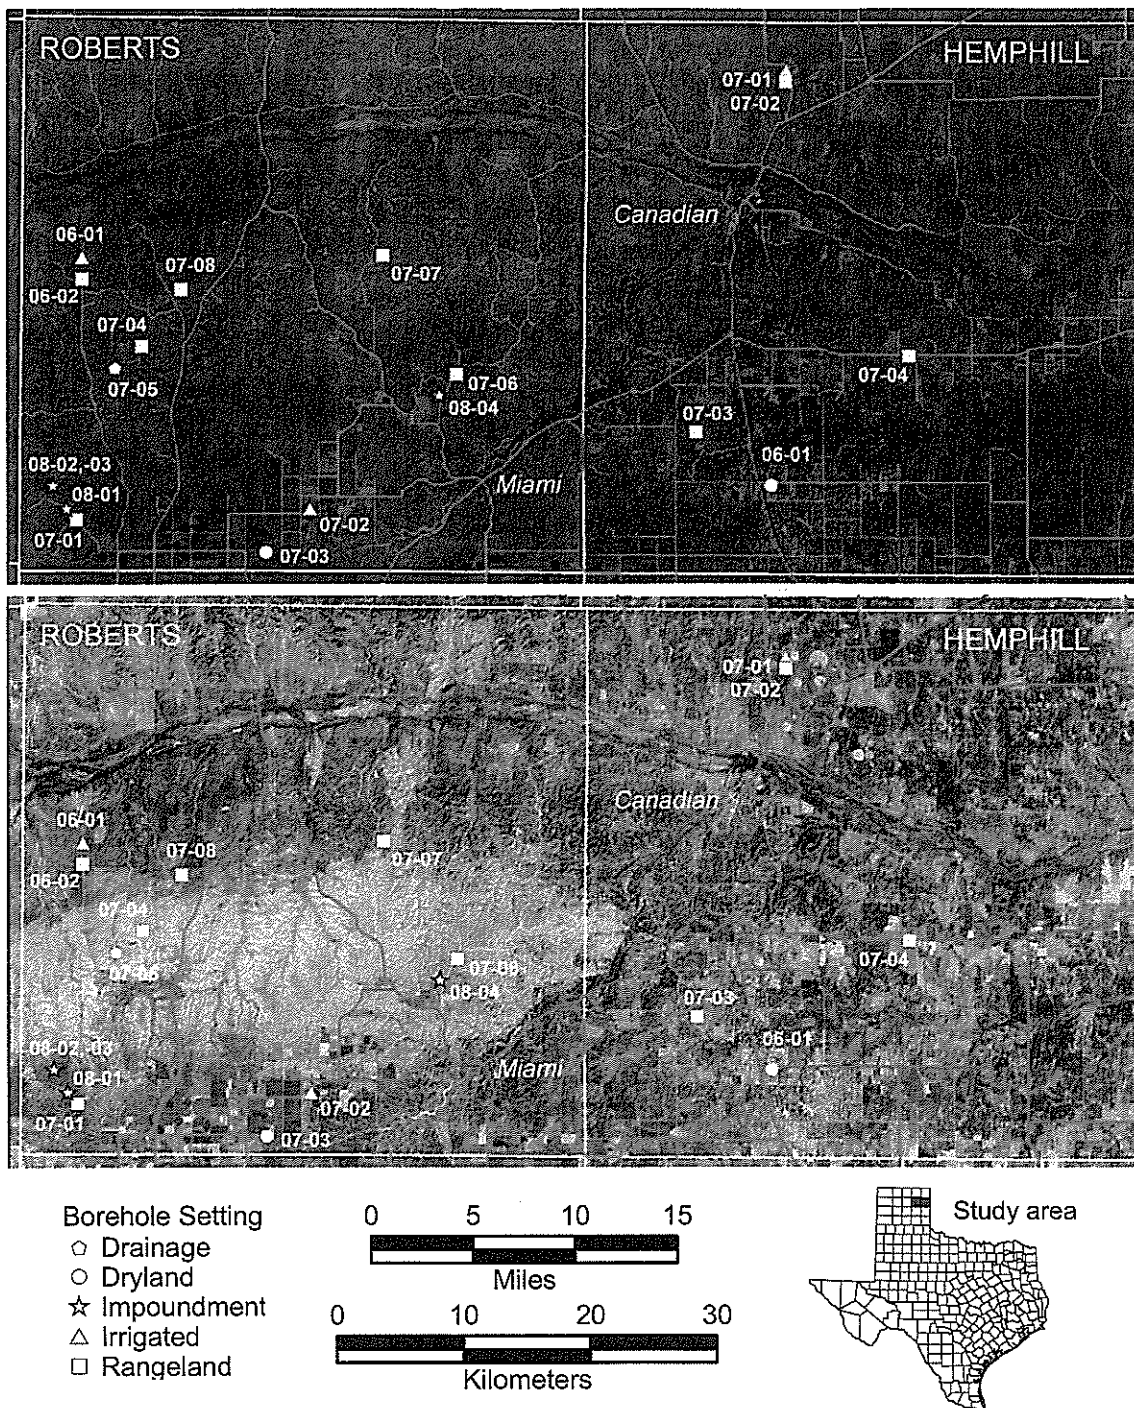 ROBERTS
HEMPHILL
07-01
07-02
Canadian
06-01
07-08
07-07
06-02
07-04
07-05
07-06
08-04
07-04
07-03
08-02,-03
06-01
08-01
Miami
07-01
07-02
07-03
ROBERTS
HEMPHILL
07-01
07-02
Canadian
06-01
07-08
07-07
06-02
07-04
07-05
07-06
07-04
08-04
07-03
08-02,-03
06-01
08-01
Miami
07-01
07-02
07-03
Borehole Setting
Drainage
Dryland
Impoundment
Irrigated
Rangeland
0 5 10 15
Miles
0 10 20 30
Kilometers
Study area